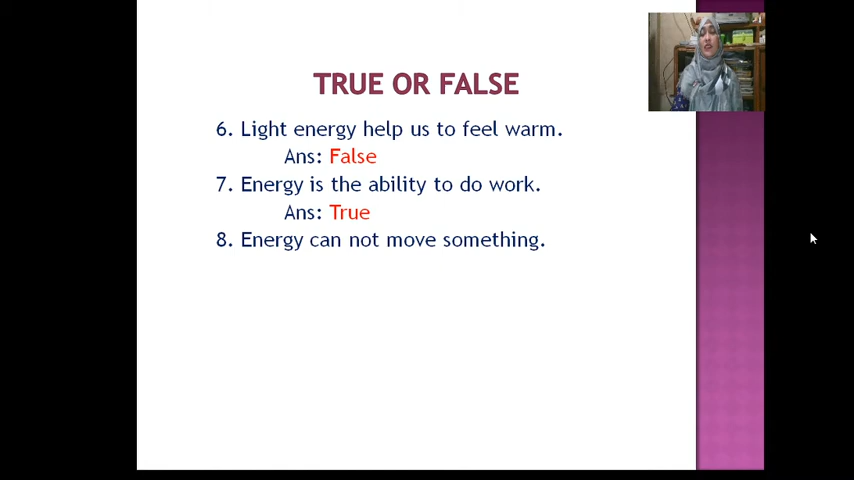 TRUE OR FALSE
6. Light energy help us to feel warm.
Ans: False
7. Energy is the ability to do work.
Ans: True
8. Energy can not move something.